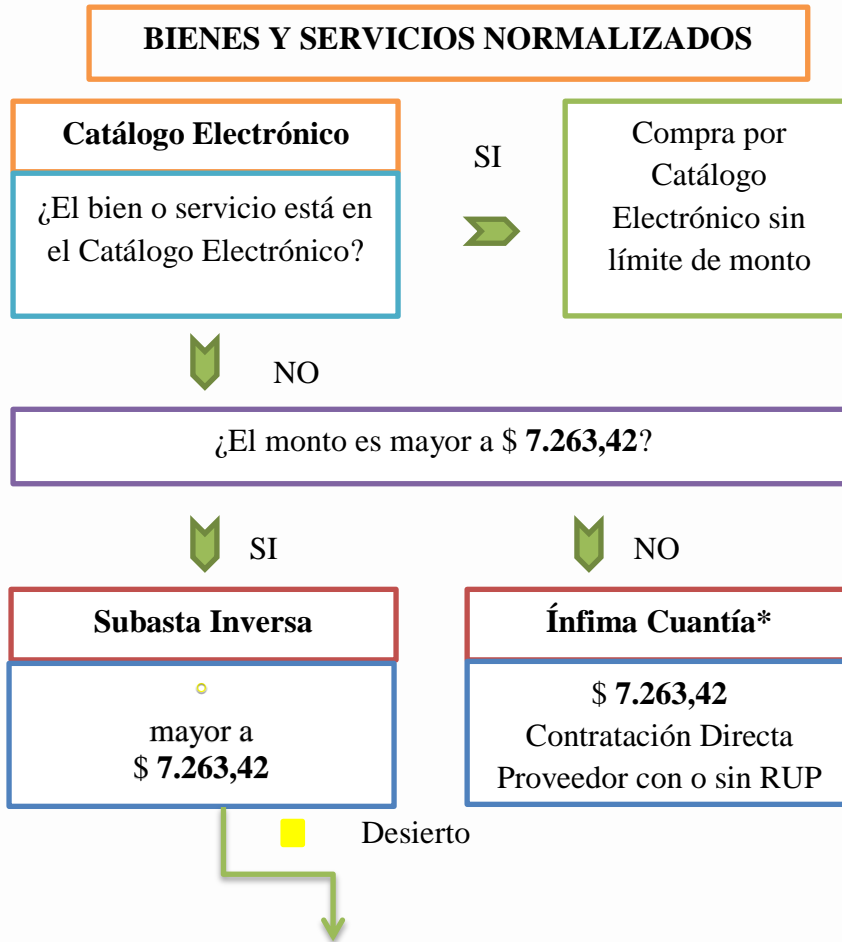 BIENES Y SERVICIOS NORMALIZADOS
Catálogo Electrónico
¿El bien o servicio está en
el Catálogo Electrónico?
SI
Compra por
Catálogo
Electrónico sin
límite de monto
NO
¿El monto es mayor a $ 7.263,42?
SI
NO
Subasta Inversa
mayor a
$ 7.263,42
Ínfima Cuantía*
$ 7.263,42
Contratación Directa
Proveedor con o sin RUP
Desierto